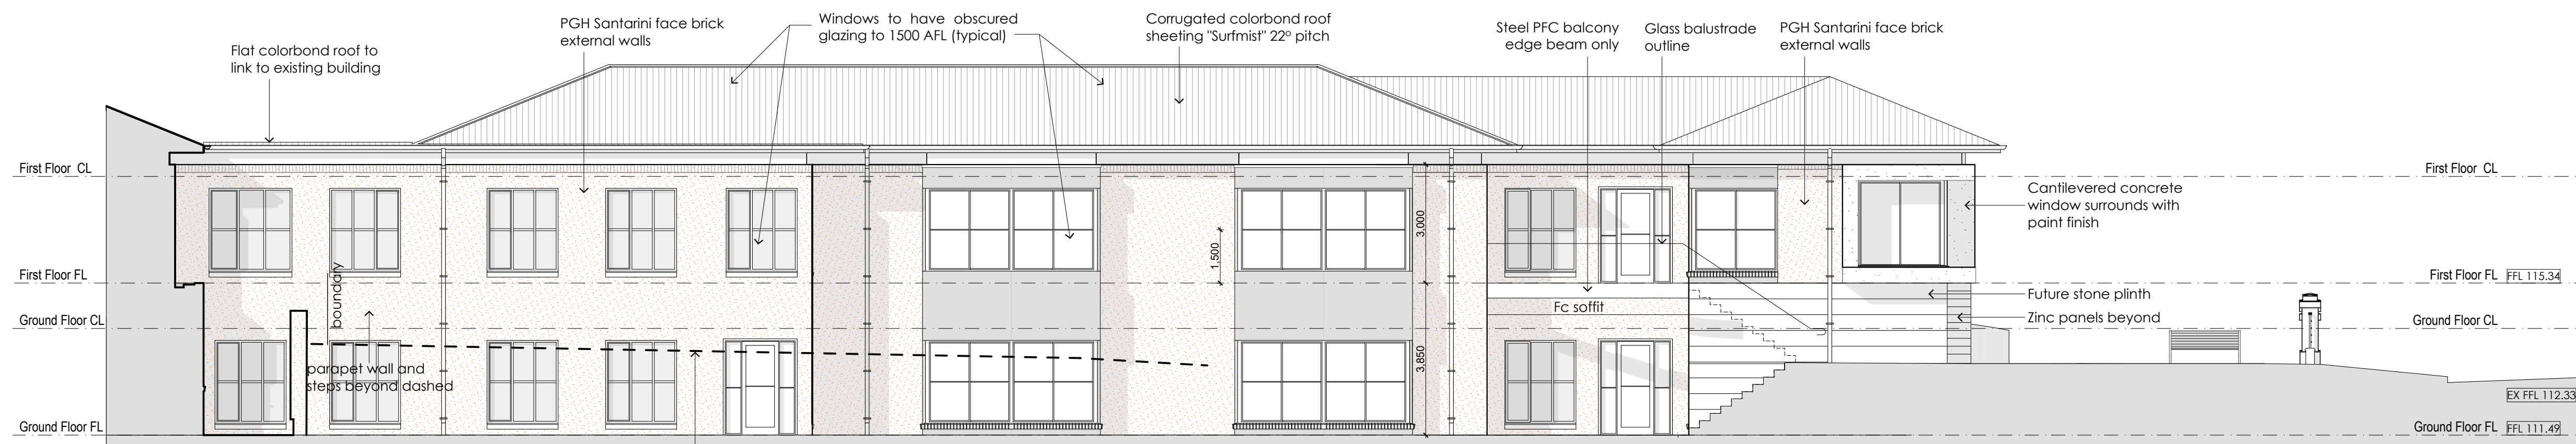 Flat colorbond roof to
link to existing building
PGH Santarini face brick
external walls
Windows to have obscured
glazing to 1500 AFL (typical)
Corrugated colorbond roof
sheeting "Surfmist" 22º pitch
Steel PFC balcony
edge beam only
Glass balustrade
outline
PGH Santarini face brick
external walls
First Floor CL
First Floor CL
Cantilevered concrete
window surrounds with
paint finish
3,000
1,500
boundary
First Floor FL
First Floor FL FFL 115.34
Future stone plinth
Fc soffit
Zinc panels beyond
Ground Floor CL
Ground Floor CL
3,850
parapet wall and
steps beyond dashed
EX FFL 112.33
Ground Floor FL
Ground Floor FL FFL 111.49